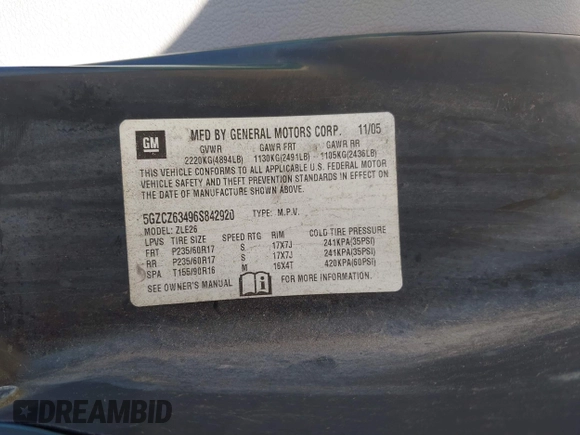 GM
MFD BY GENERAL MOTORS CORP. 11/05
GVWR GAWR FRT GAWR RR
2220KG(4894LB) 1130KG(2491LB) 1105KG(2436LB)
THIS VEHICLE CONFORMS TO ALL APPLICABLE U.S. FEDERAL MOTOR
VEHICLE SAFETY AND THEFT PREVENTION STANDARDS IN EFFECT ON THE
DATE OF MANUFACTURE SHOWN ABOVE.
5GZCZ63496S842920 TYPE: M.P.V.
MODEL: ZLE26
LPVS TIRE SIZE SPEED RTG RIM COLD TIRE PRESSURE
FRT P235/60R17 S 17X7J 241KPA(35PSI)
RR P235/60R17 S 17X7J 241KPA(35PSI)
SPA T155/90R16 M 16X4T 420KPA(60PSI)
SEE OWNER'S MANUAL FOR MORE INFORMATION.
DREAMBID